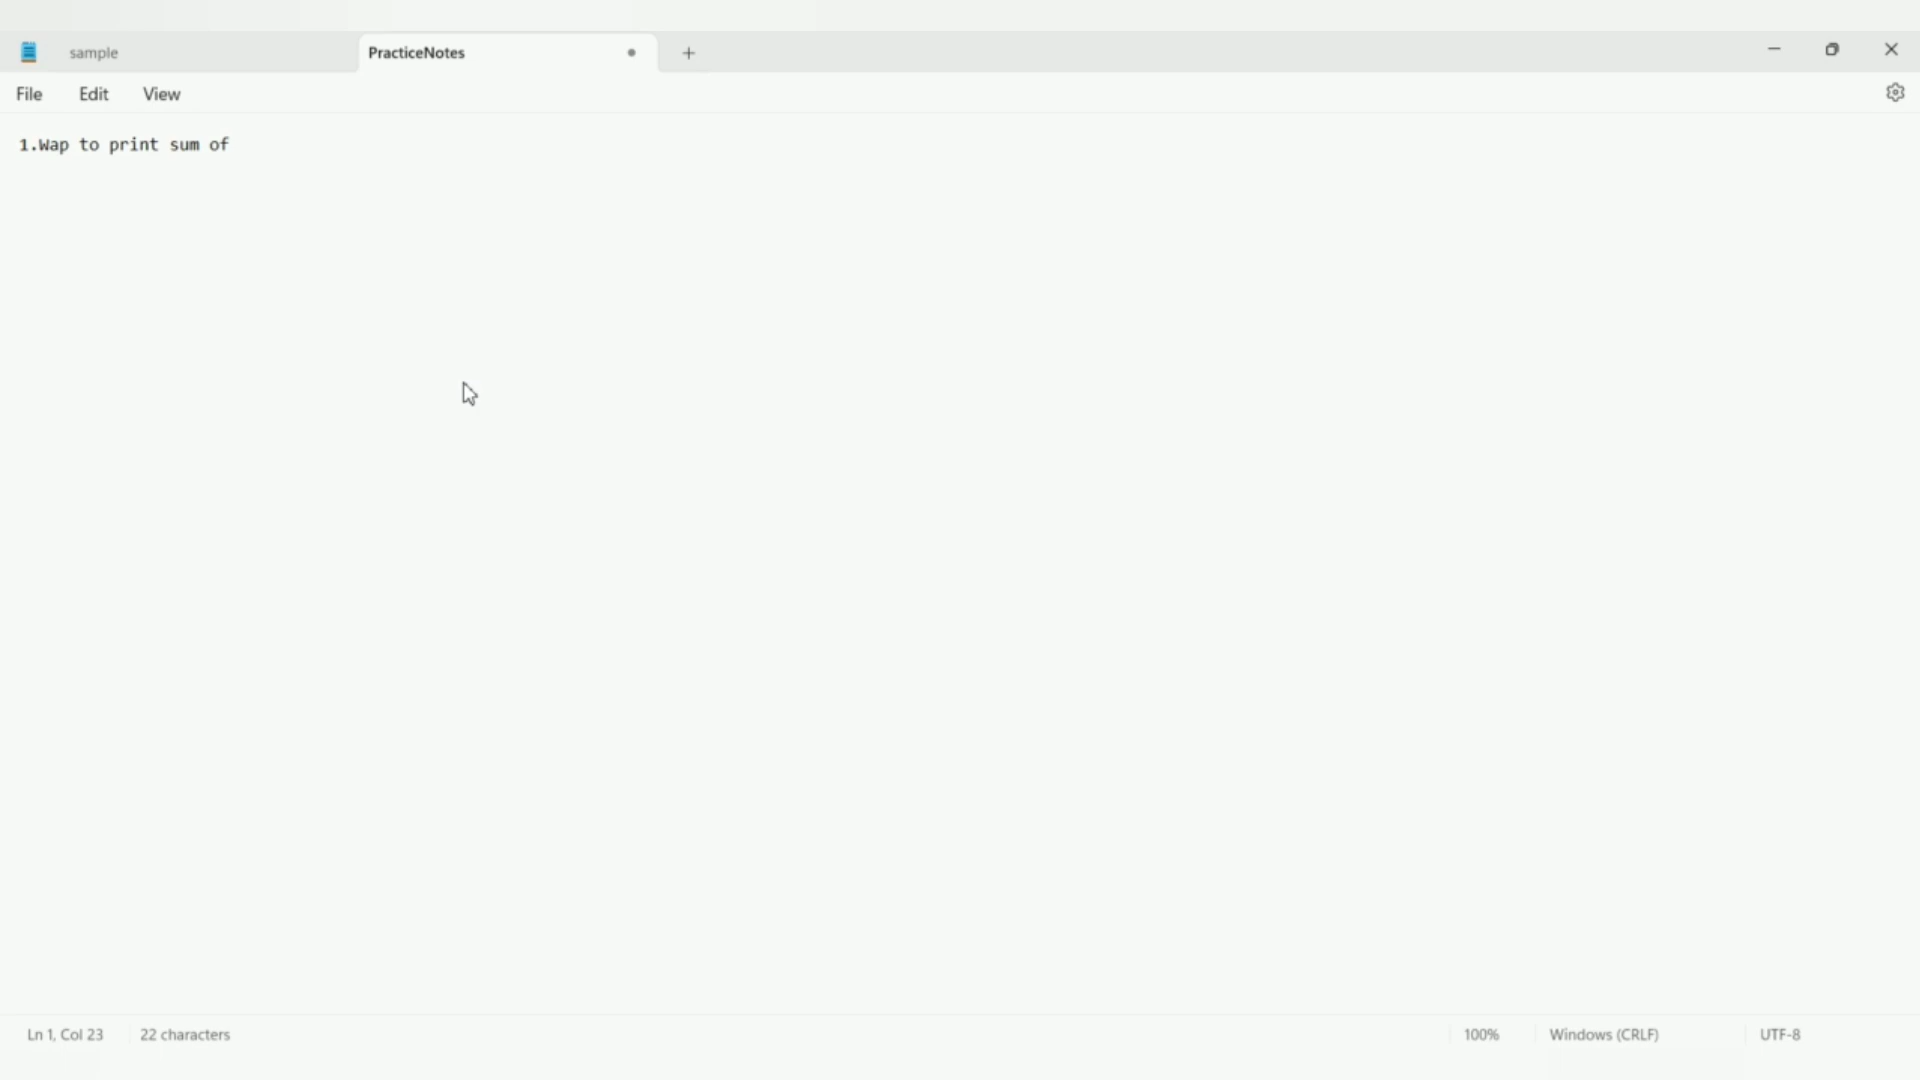 sample PracticeNotes
File Edit View
1.Wap to print sum of
Ln 1, Col 23 22 characters 100% Windows (CRLF) UTF-8